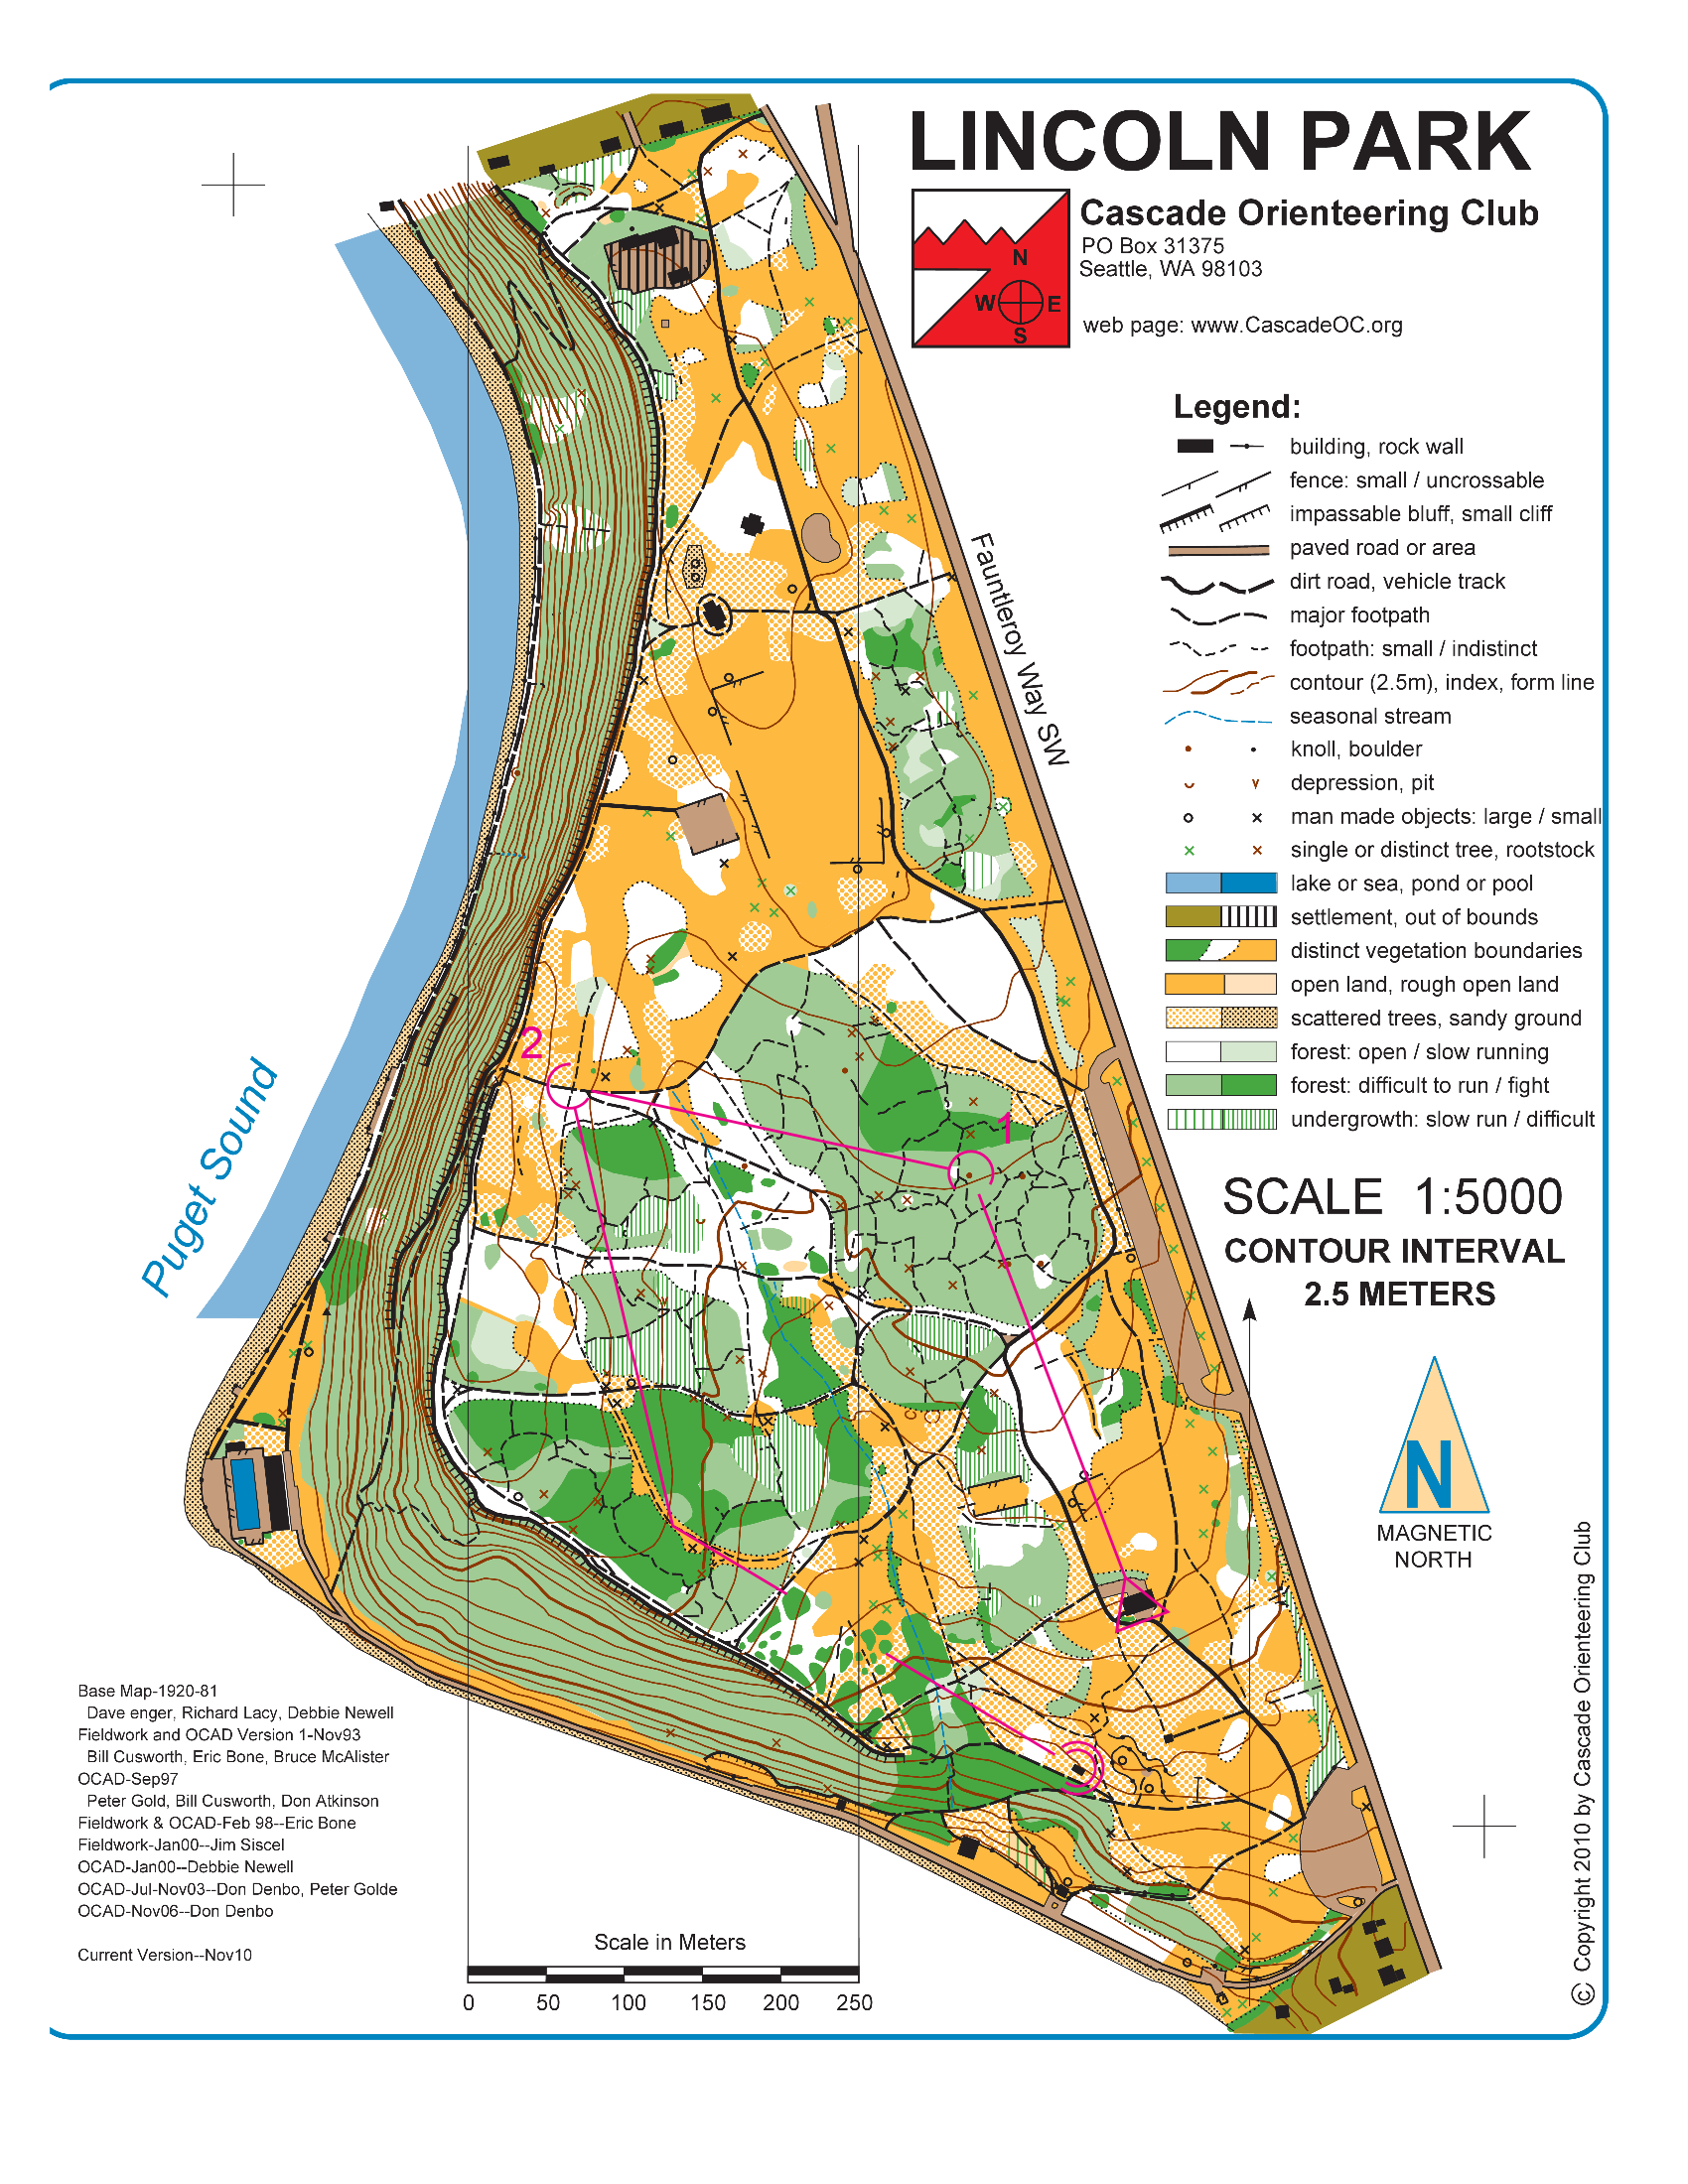 LINCOLN PARK
Cascade Orienteering Club
PO Box 31375
Seattle, WA 98103
web page: www.CascadeOC.org
N
W E
S
Legend:
building, rock wall
fence: small / uncrossable
impassable bluff, small cliff
paved road or area
dirt road, vehicle track
major footpath
footpath: small / indistinct
contour (2.5m), index, form line
seasonal stream
knoll, boulder
depression, pit
man made objects: large / small
single or distinct tree, rootstock
lake or sea, pond or pool
settlement, out of bounds
distinct vegetation boundaries
open land, rough open land
scattered trees, sandy ground
forest: open / slow running
forest: difficult to run / fight
undergrowth: slow run / difficult
Fauntleroy Way SW
2
1
Puget Sound
SCALE 1:5000
CONTOUR INTERVAL
2.5 METERS
N
MAGNETIC
NORTH
Base Map-1920-81
Dave enger, Richard Lacy, Debbie Newell
Fieldwork and OCAD Version 1-Nov93
Bill Cusworth, Eric Bone, Bruce McAlister
OCAD-Sep97
Peter Gold, Bill Cusworth, Don Atkinson
Fieldwork & OCAD-Feb 98--Eric Bone
Fieldwork-Jan00--Jim Siscel
OCAD-Jan00--Debbie Newell
OCAD-Jul-Nov03--Don Denbo, Peter Golde
OCAD-Nov06--Don Denbo
Current Version--Nov10
Scale in Meters
0 50 100 150 200 250
© Copyright 2010 by Cascade Orienteering Club